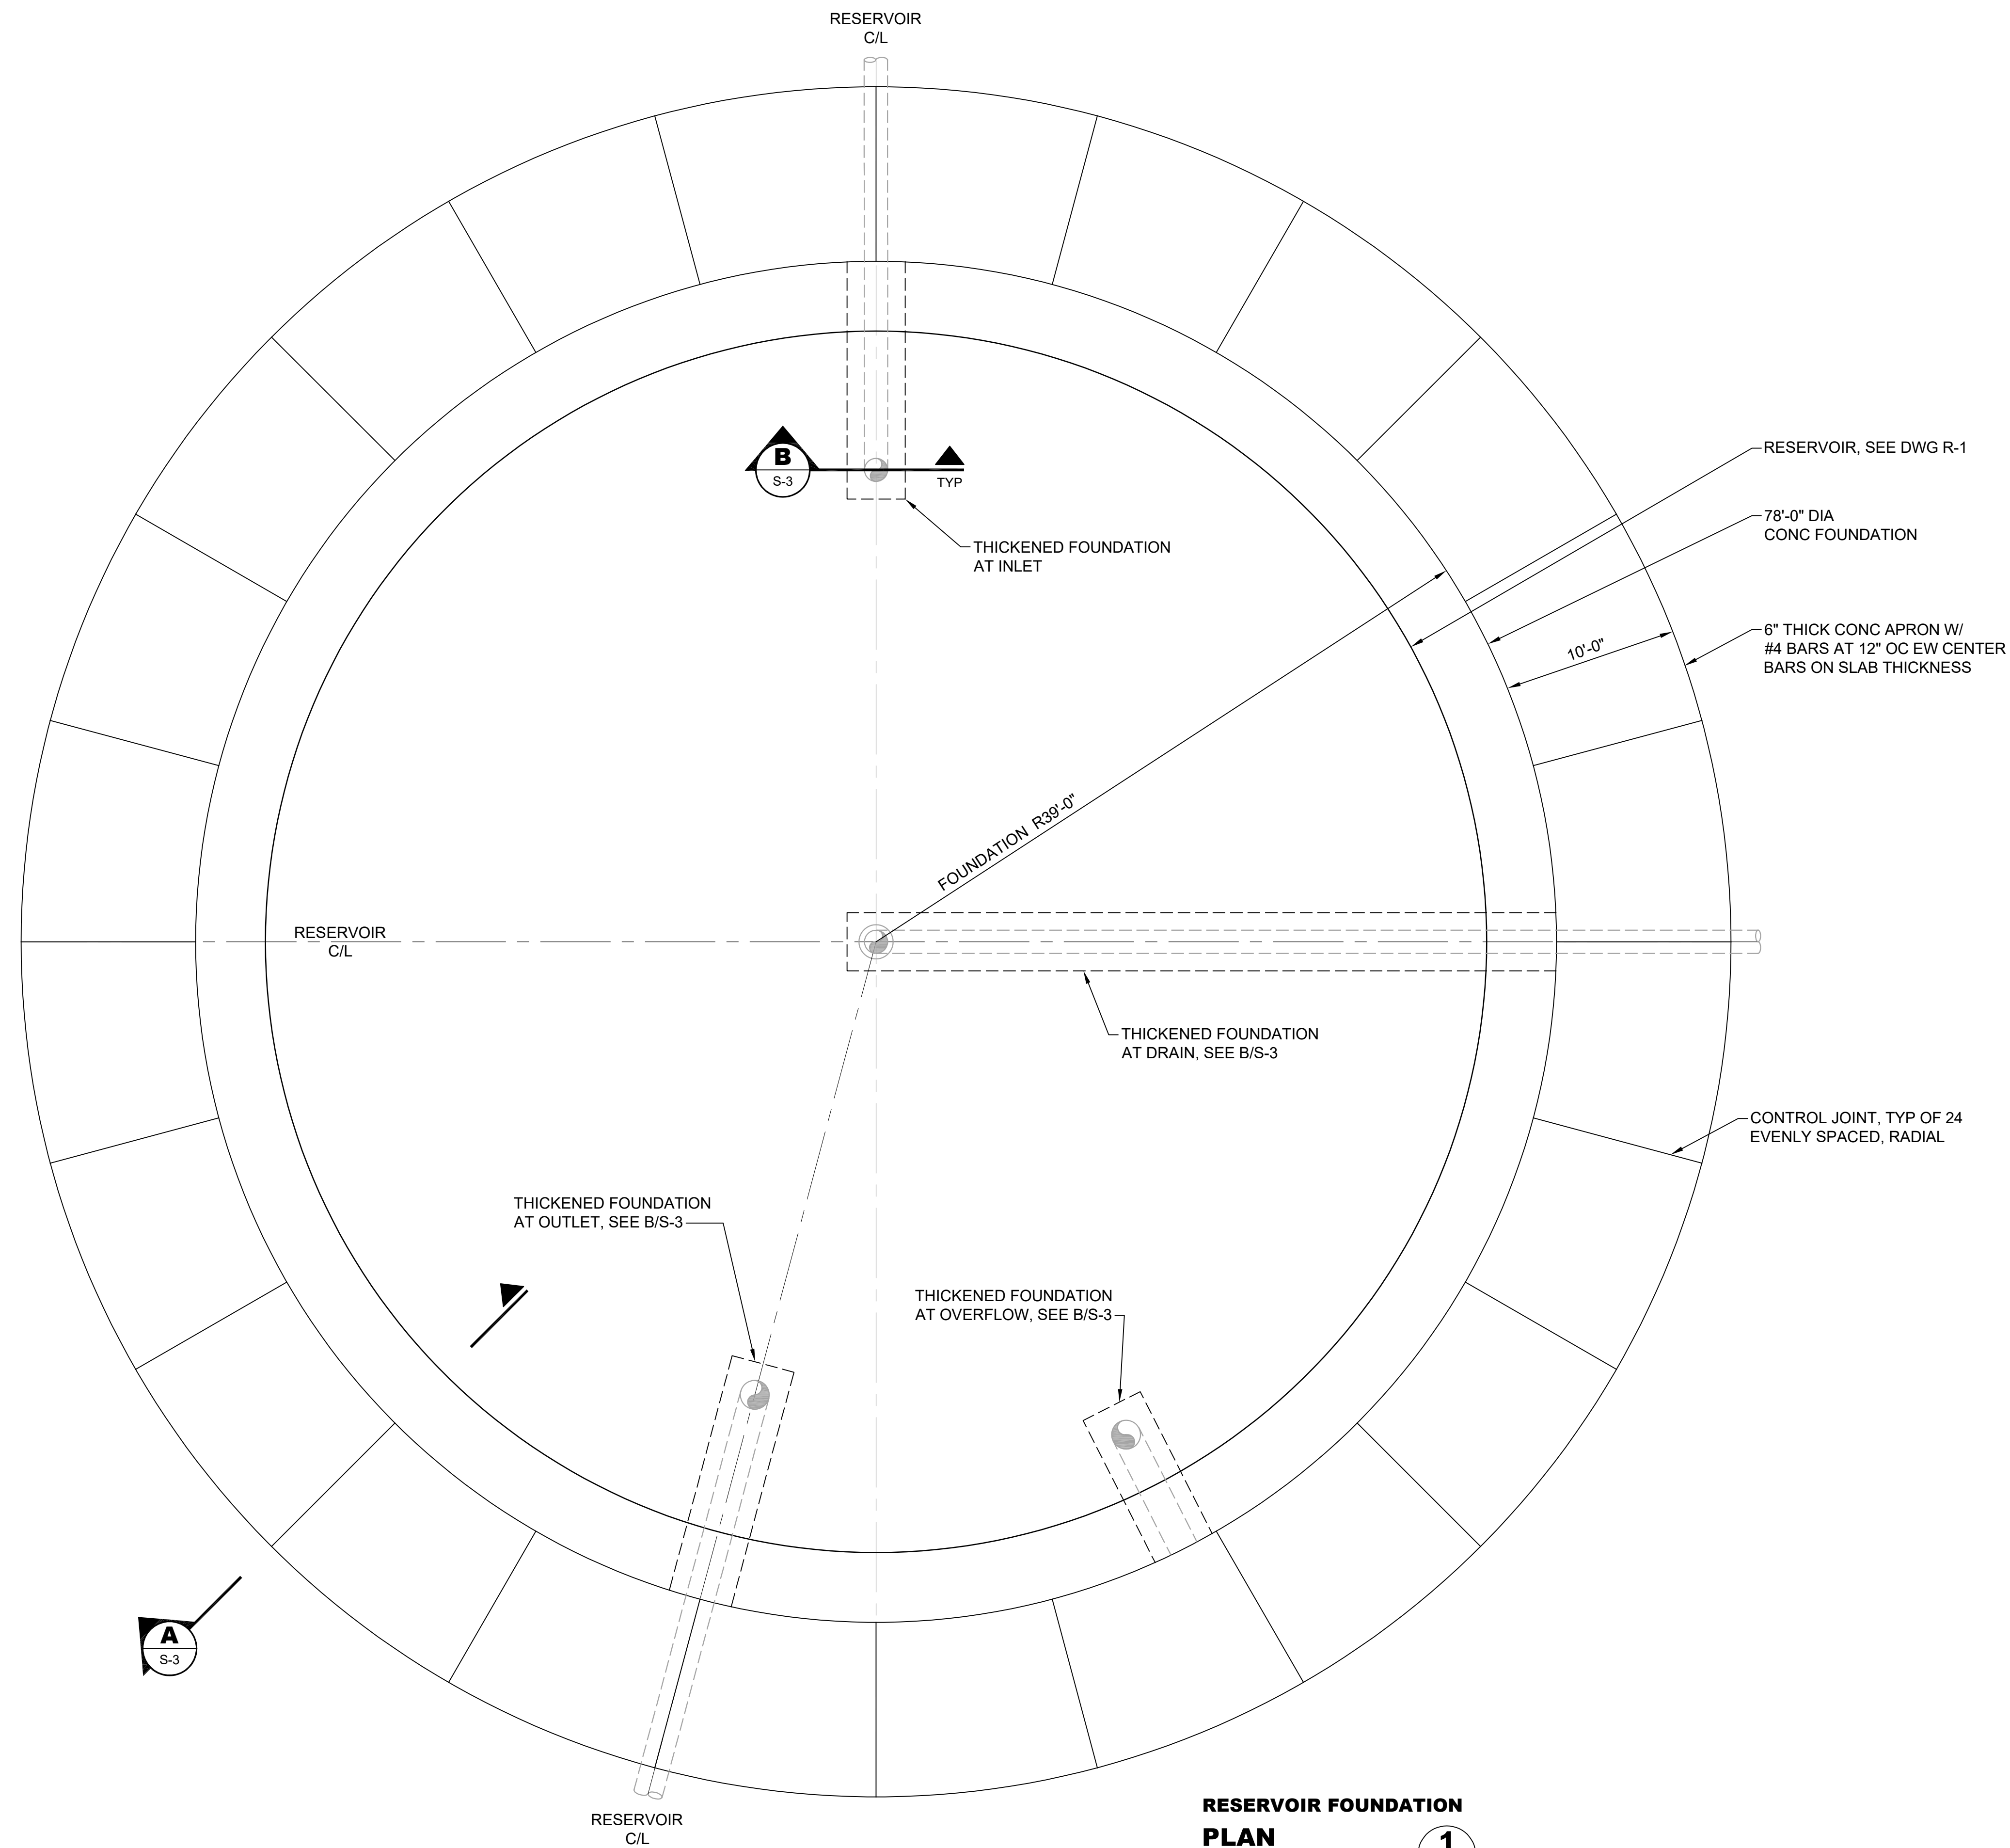 RESERVOIR
C/L
B
S-3
TYP
THICKENED FOUNDATION
AT INLET
RESERVOIR, SEE DWG R-1
78'-0" DIA
CONC FOUNDATION
6" THICK CONC APRON W/
#4 BARS AT 12" OC EW CENTER
BARS ON SLAB THICKNESS
10'-0"
FOUNDATION R39'-0"
RESERVOIR
C/L
THICKENED FOUNDATION
AT DRAIN, SEE B/S-3
CONTROL JOINT, TYP OF 24
EVENLY SPACED, RADIAL
THICKENED FOUNDATION
AT OUTLET, SEE B/S-3
THICKENED FOUNDATION
AT OVERFLOW, SEE B/S-3
A
S-3
RESERVOIR
C/L
RESERVOIR FOUNDATION
PLAN
1